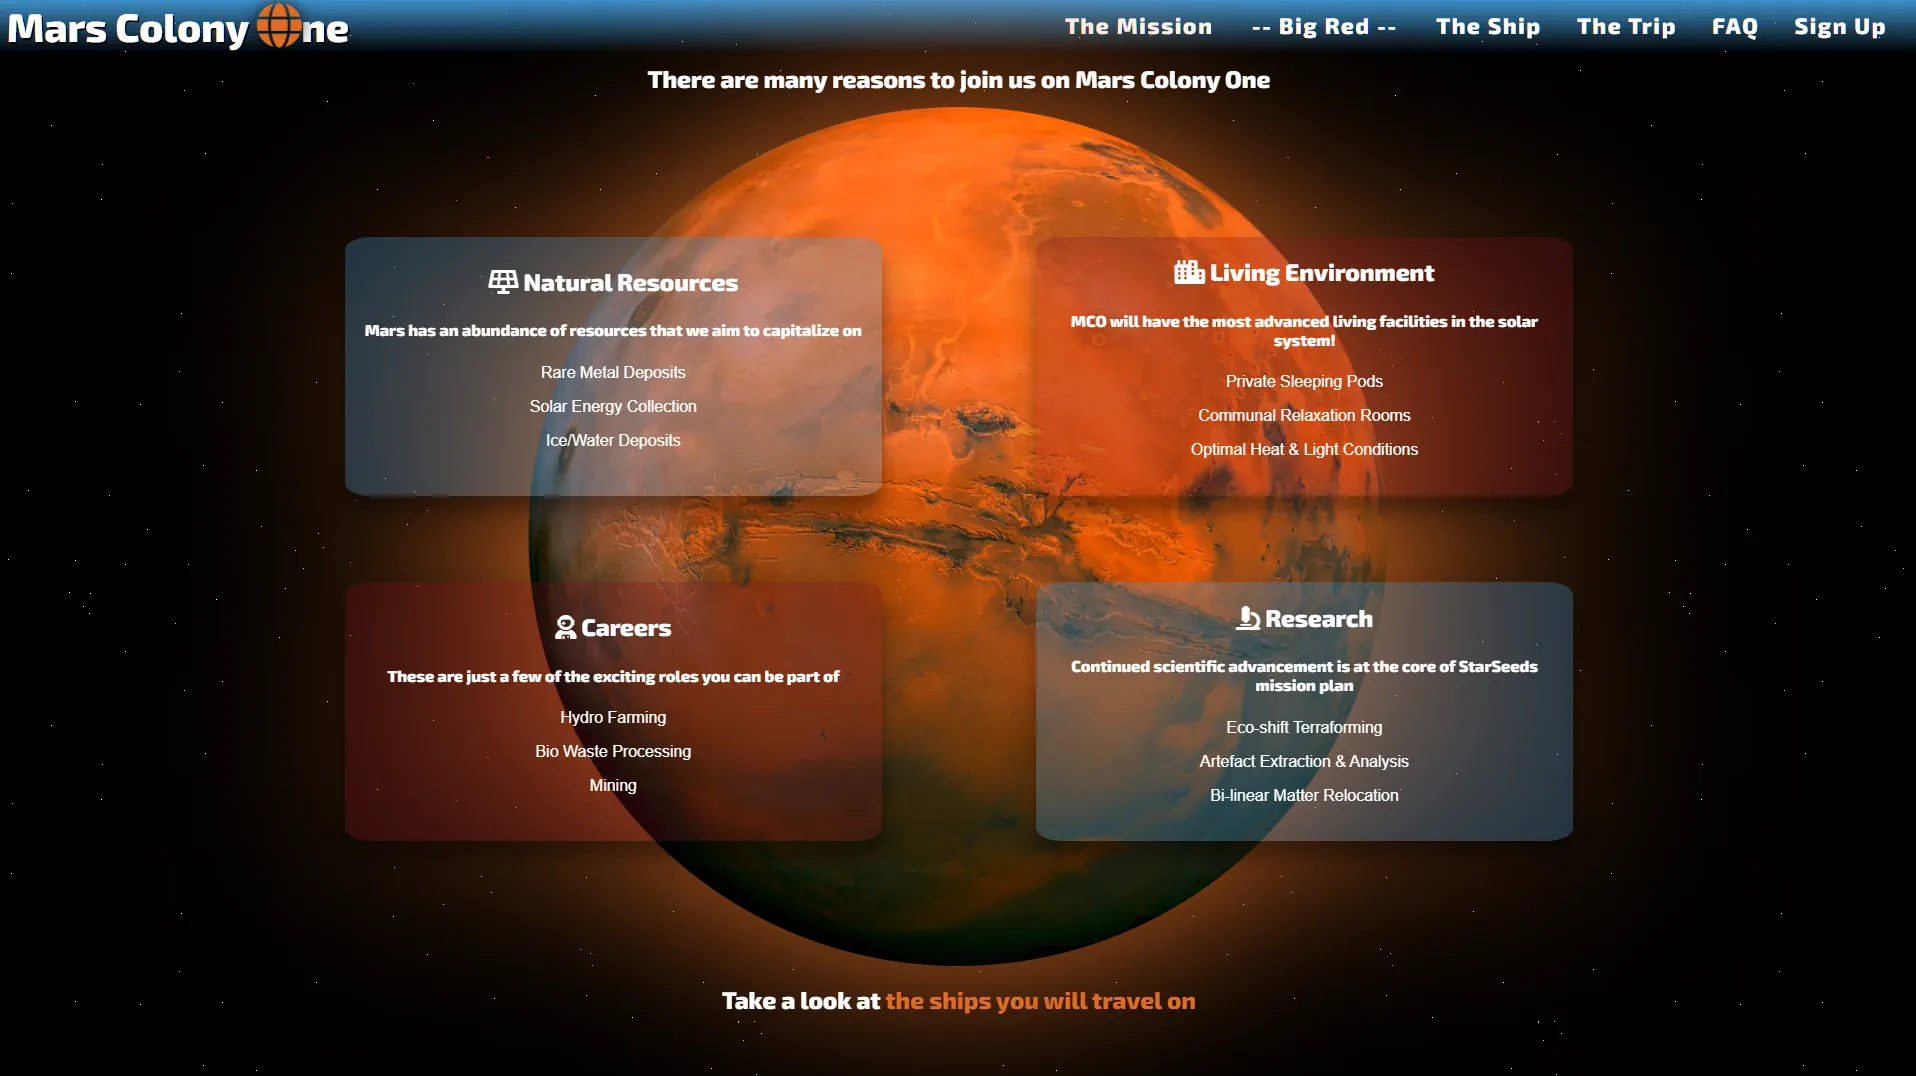 Mars Colony One
The Mission
-- Big Red --
The Ship
The Trip
FAQ
Sign Up
There are many reasons to join us on Mars Colony One
Natural Resources
Mars has an abundance of resources that we aim to capitalize on
Rare Metal Deposits
Solar Energy Collection
Ice/Water Deposits
Living Environment
MCO will have the most advanced living facilities in the solar
system!
Private Sleeping Pods
Communal Relaxation Rooms
Optimal Heat & Light Conditions
Careers
These are just a few of the exciting roles you can be part of
Hydro Farming
Bio Waste Processing
Mining
Research
Continued scientific advancement is at the core of StarSeeds
mission plan
Eco-shift Terraforming
Artefact Extraction & Analysis
Bi-linear Matter Relocation
Take a look at the ships you will travel on